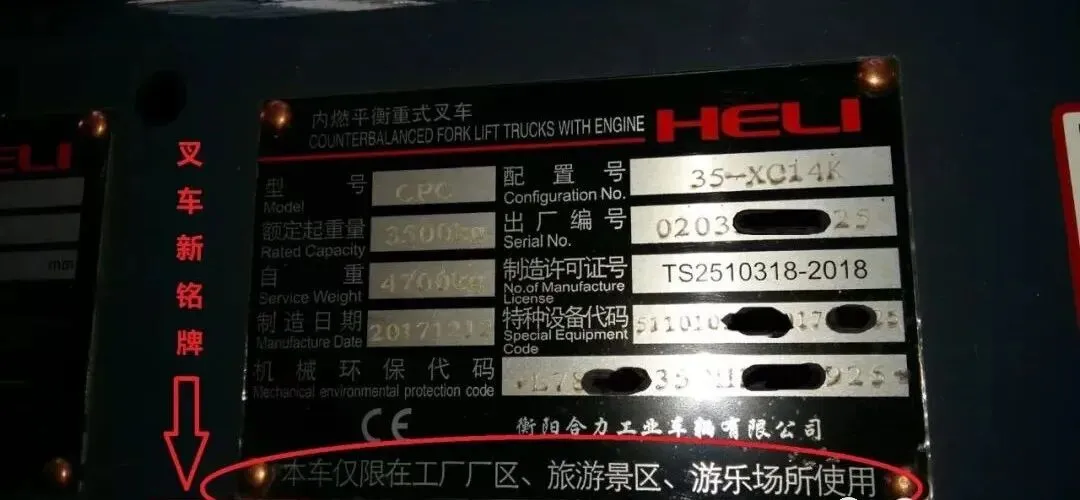 内燃平衡重式叉车
COUNTERBALANCED FORK LIFT TRUCKS WITH ENGINE
HELI
型 号 CPC
Model
配置号 35-XC14K
Configuration No.
额定起重量 3500kg
Rated Capacity
出厂编号 0203 25
Serial No.
自 重 4700kg
Service Weight
制造许可证号 TS2510318-2018
No.of Manufacture
License
制造日期
Manufacture Date
特种设备代码
Special Equipment
Code
机械环保代码
Mechanical environmental protection code
CE
衡阳合力工业车辆有限公司
本车仅限在工厂厂区、旅游景区、游乐场所使用
叉车新铭牌
mm